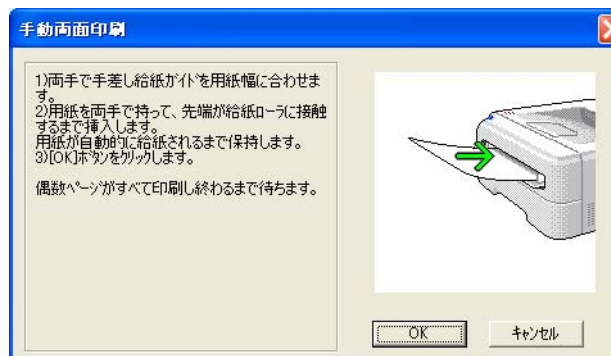 手動両面印刷
1)両手で手差し給紙ｶﾞｲﾄﾞを用紙幅に合わせま
す。
2)用紙を両手で持って、先端が給紙ﾛｰﾗに接触
するまで挿入します。
用紙が自動的に給紙されるまで保持します。
3)[OK]ﾎﾞﾀﾝをｸﾘｯｸします。
偶数ﾍﾟｰｼﾞがすべて印刷し終わるまで待ちます。
OK
ｷｬﾝｾﾙ